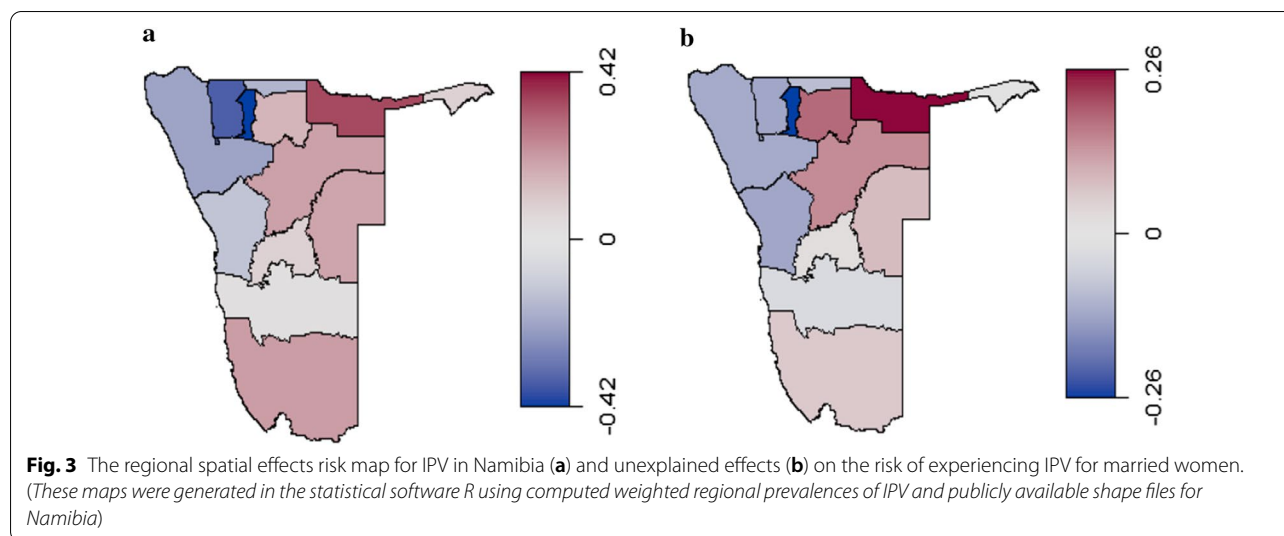 a
b
0.42
0
-0.42
0.26
0
-0.26
Fig. 3 The regional spatial effects risk map for IPV in Namibia (a) and unexplained effects (b) on the risk of experiencing IPV for married women.
(These maps were generated in the statistical software R using computed weighted regional prevalences of IPV and publicly available shape files for
Namibia)